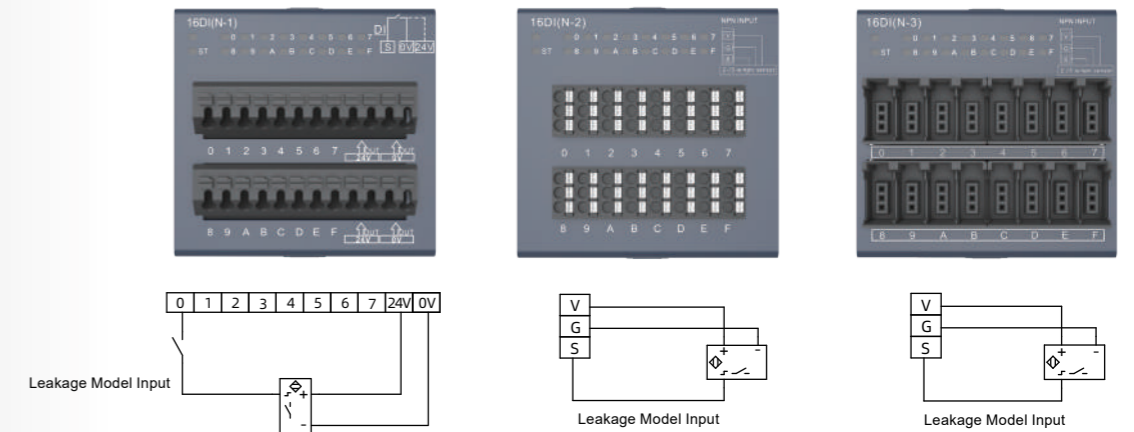 16DI(N-1)
0 1 2 3 4 5 6 7
ST 8 9 A B C D E F
DI
S 0V 24V
0 1 2 3 4 5 6 7
24V 0V
8 9 A B C D E F
24V 0V
16DI(N-2)
NPN INPUT
0 1 2 3 4 5 6 7
ST 8 9 A B C D E F
V
G
S
0 1 2 3 4 5 6 7
8 9 A B C D E F
16DI(N-3)
NPN INPUT
0 1 2 3 4 5 6 7
ST 8 9 A B C D E F
V
G
S
0 1 2 3 4 5 6 7
8 9 A B C D E F
0 1 2 3 4 5 6 7 24V 0V
Leakage Model Input
+
-
V
G
S
+ -
Leakage Model Input
V
G
S
+ -
Leakage Model Input